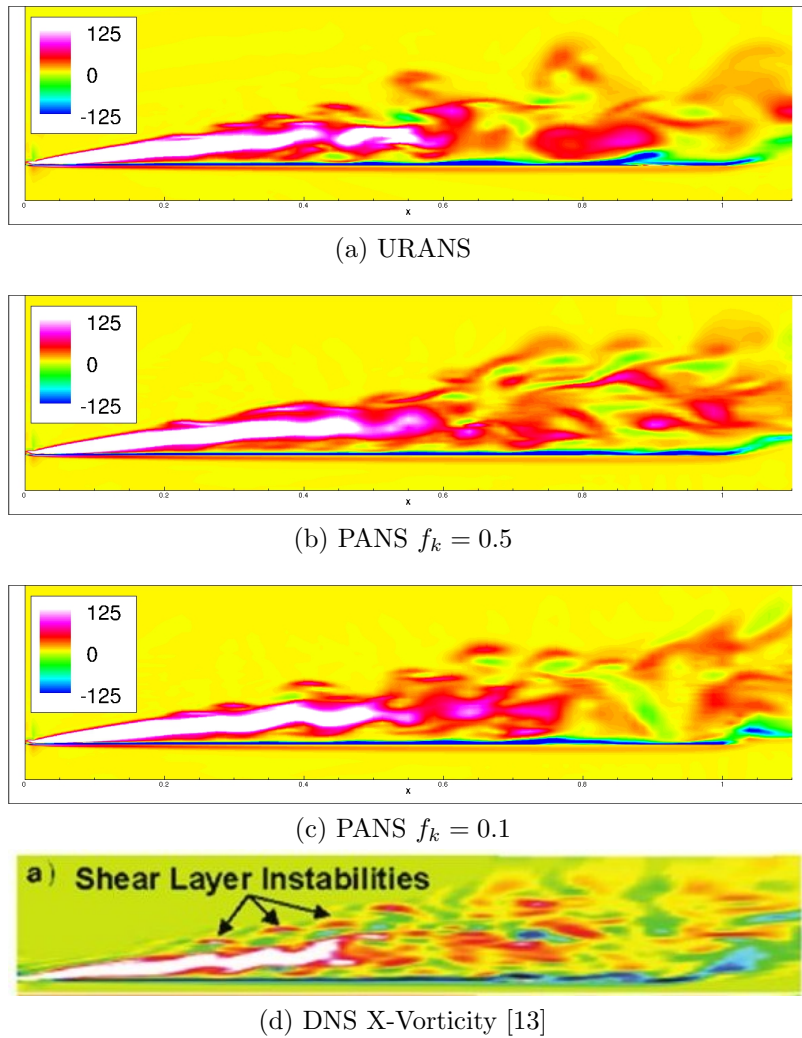 125
0
-125
0 0.2 0.4 0.6 0.8 1
X
(a) URANS
125
0
-125
0 0.2 0.4 0.6 0.8 1
X
(b) PANS f_k = 0.5
125
0
-125
0 0.2 0.4 0.6 0.8 1
X
(c) PANS f_k = 0.1
a) Shear Layer Instabilities
(d) DNS X-Vorticity [13]